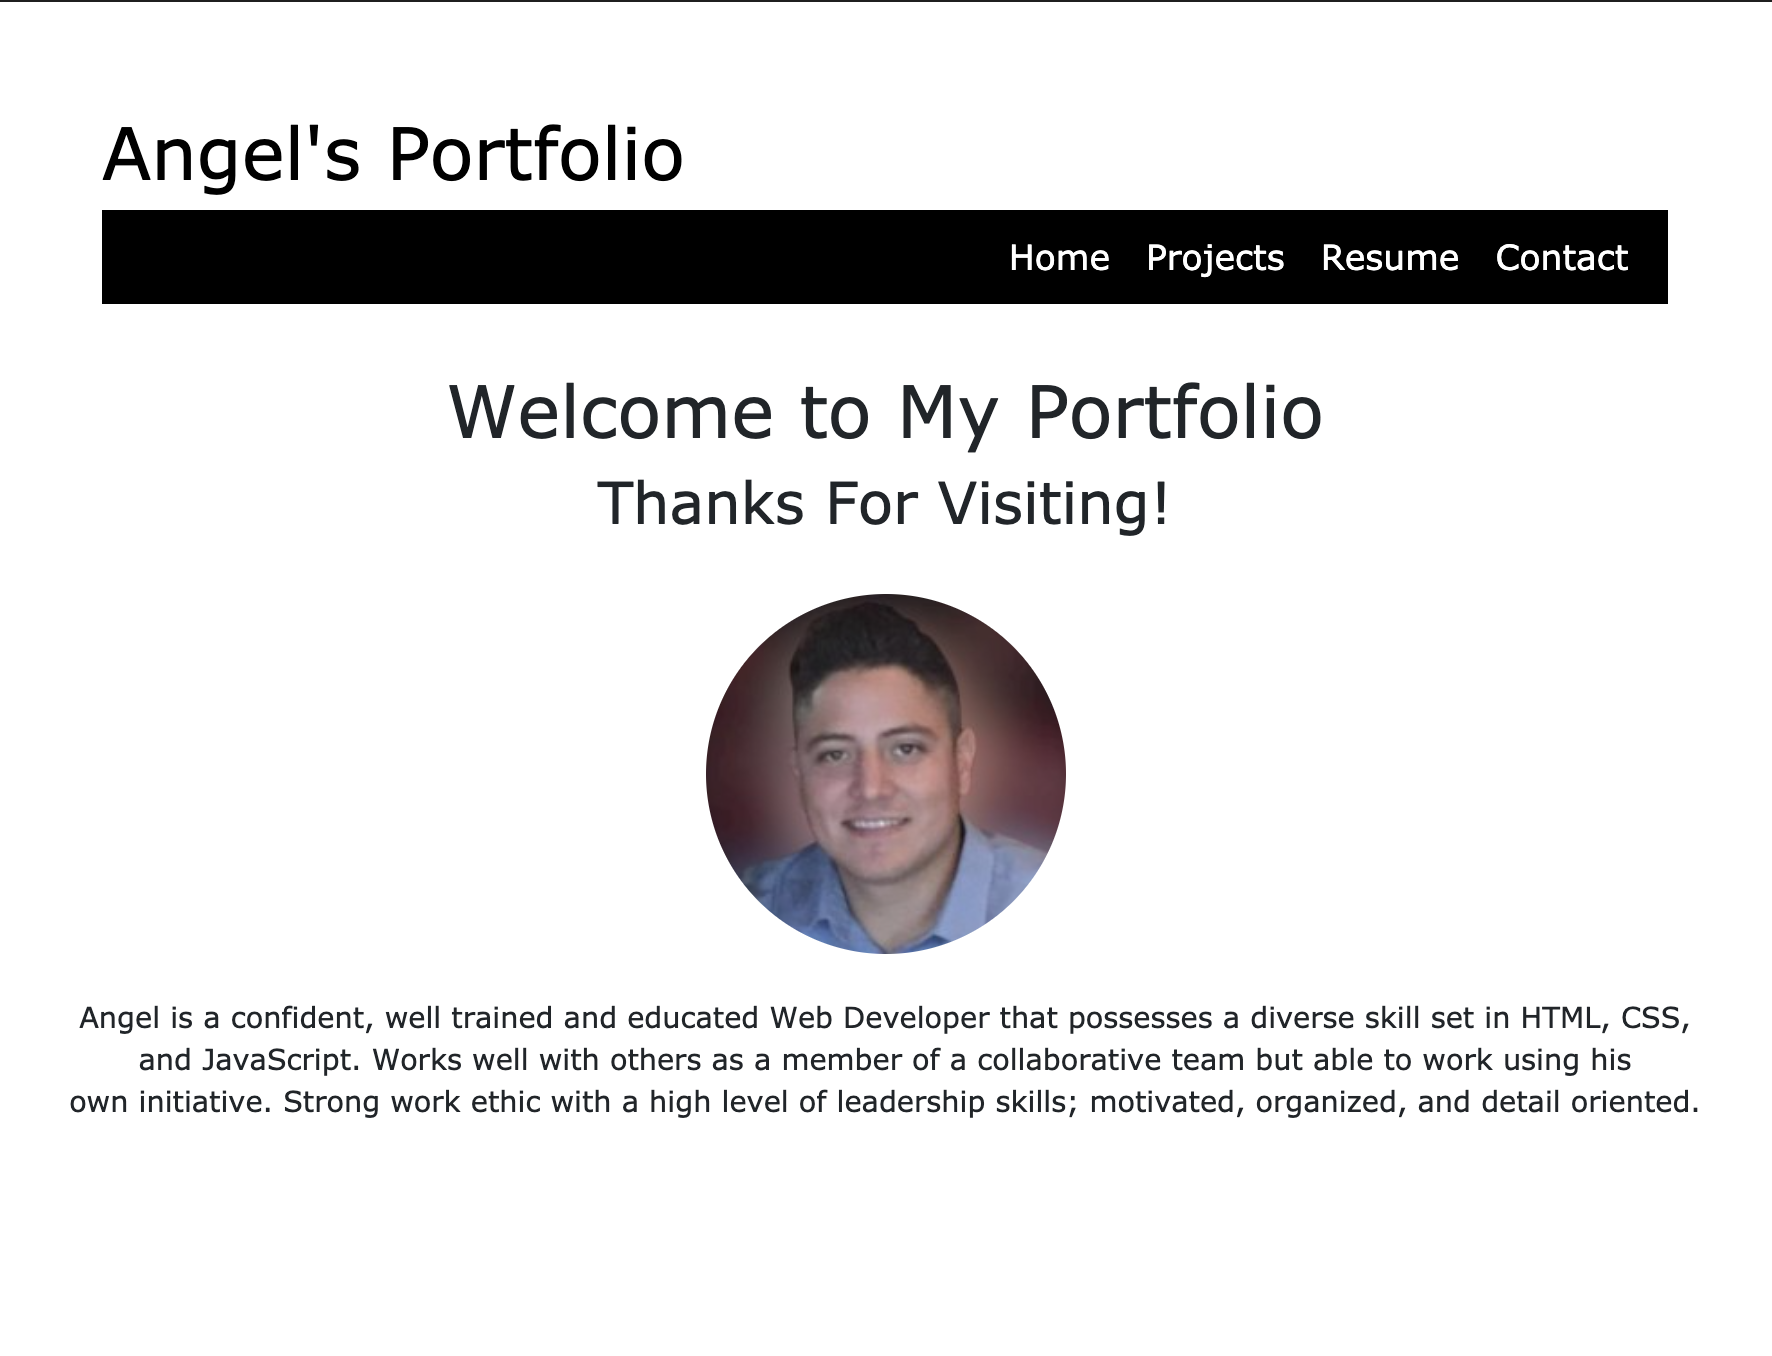 Angel's Portfolio
Home Projects Resume Contact
Welcome to My Portfolio
Thanks For Visiting!
Angel is a confident, well trained and educated Web Developer that possesses a diverse skill set in HTML, CSS,
and JavaScript. Works well with others as a member of a collaborative team but able to work using his
own initiative. Strong work ethic with a high level of leadership skills; motivated, organized, and detail oriented.